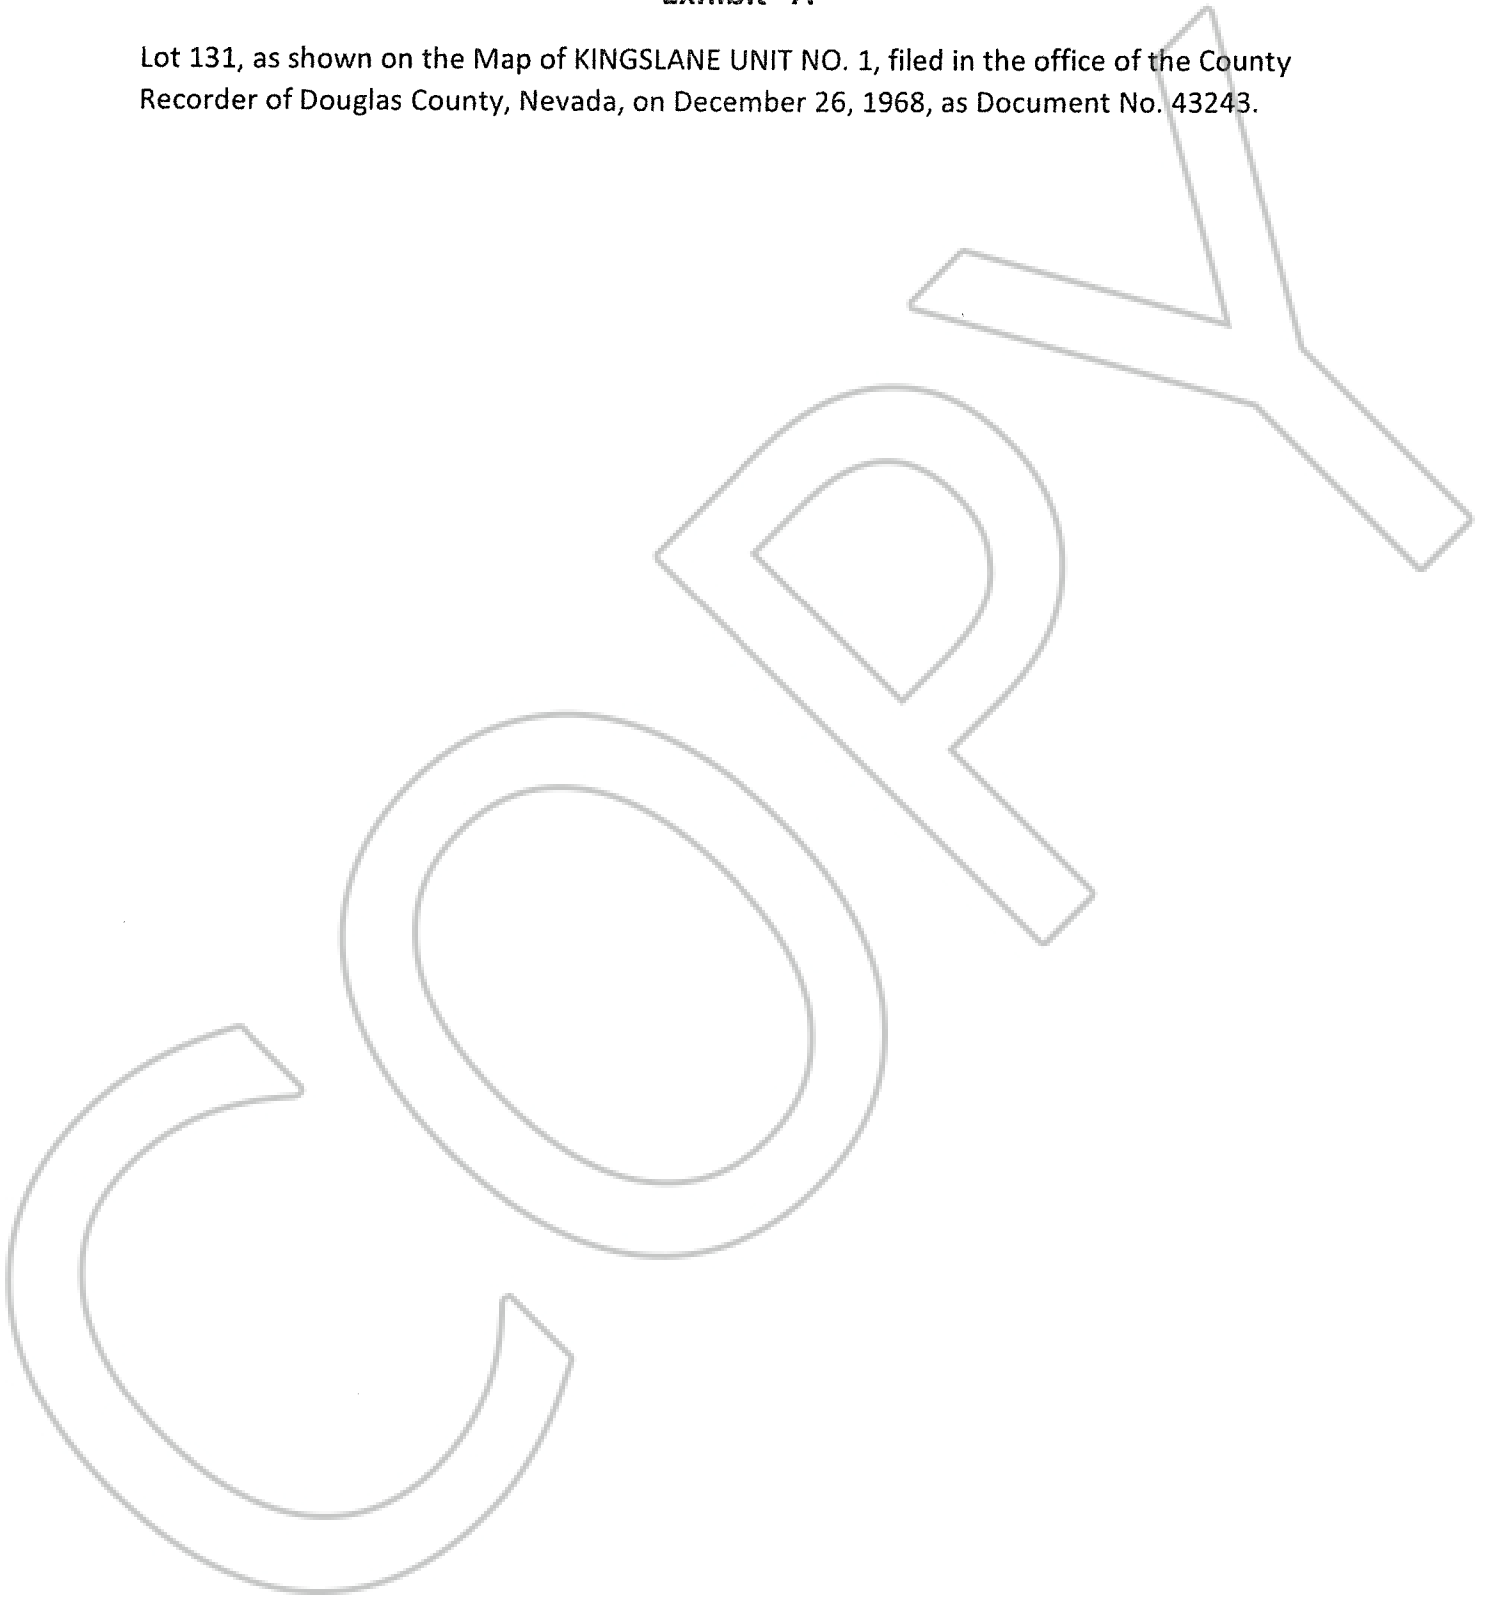 Exhibit "A"
Lot 131, as shown on the Map of KINGSLANE UNIT NO. 1, filed in the office of the County
Recorder of Douglas County, Nevada, on December 26, 1968, as Document No. 43243.
COPY